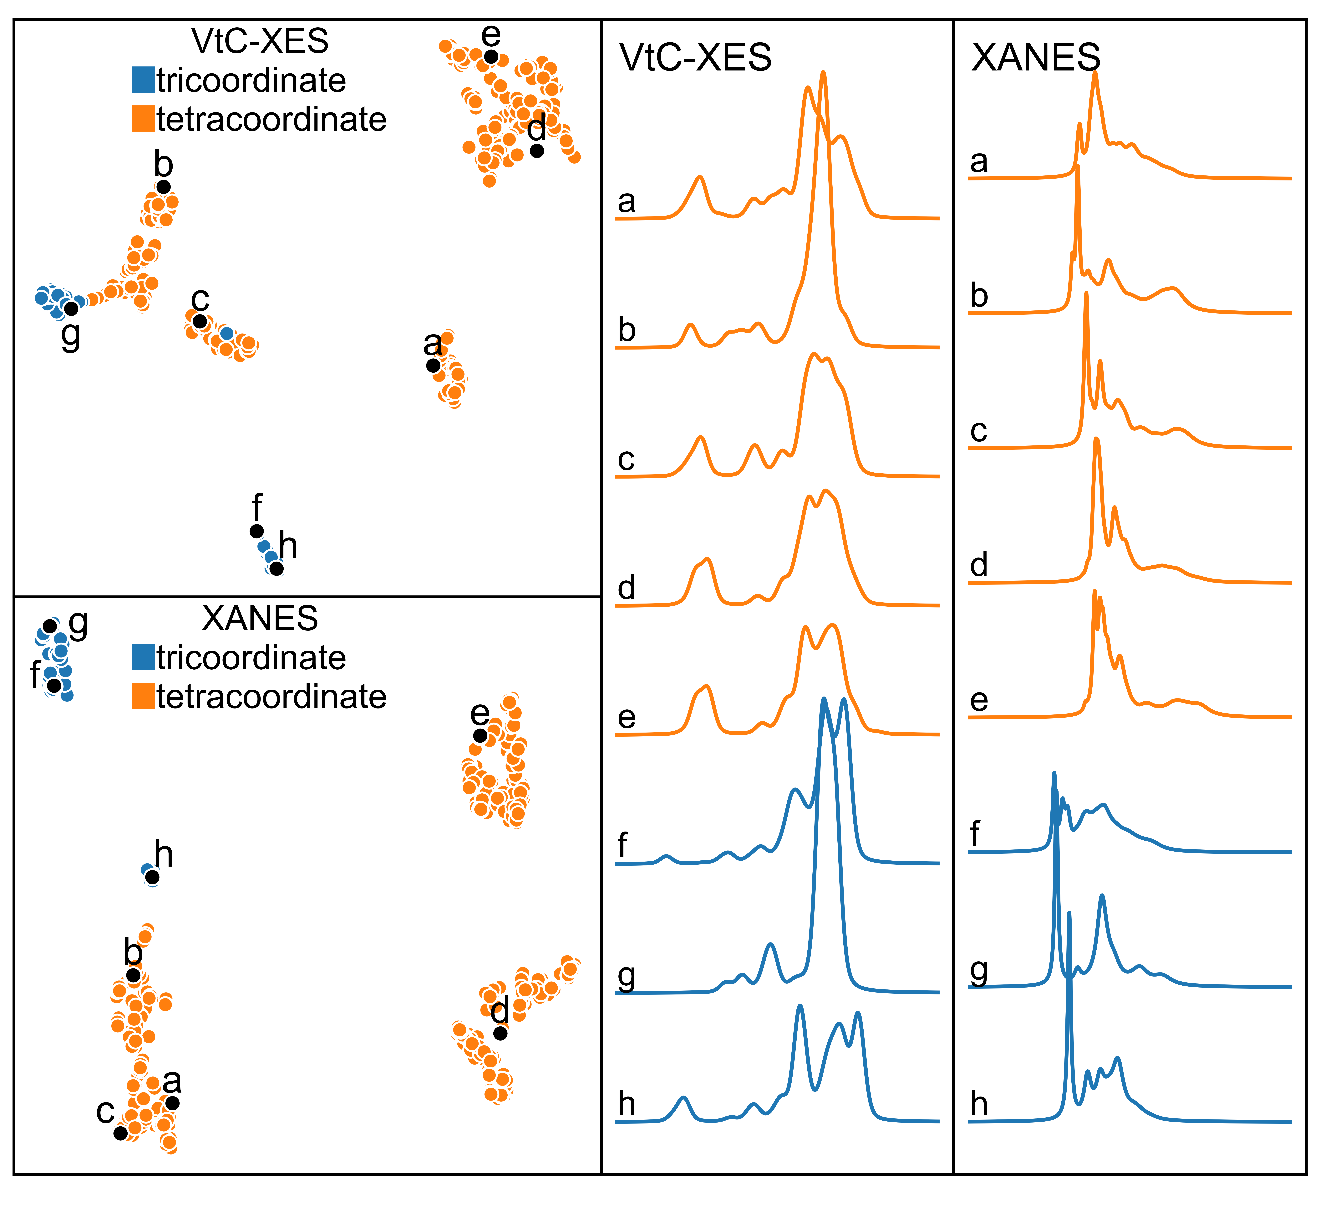 VtC-XES
tricoordinate
tetracoordinate
e
d
b
c
g
a
f
h
XANES
tricoordinate
tetracoordinate
g
f
e
h
b
d
a
c
VtC-XES
a
b
c
d
e
f
g
h
XANES
a
b
c
d
e
f
g
h